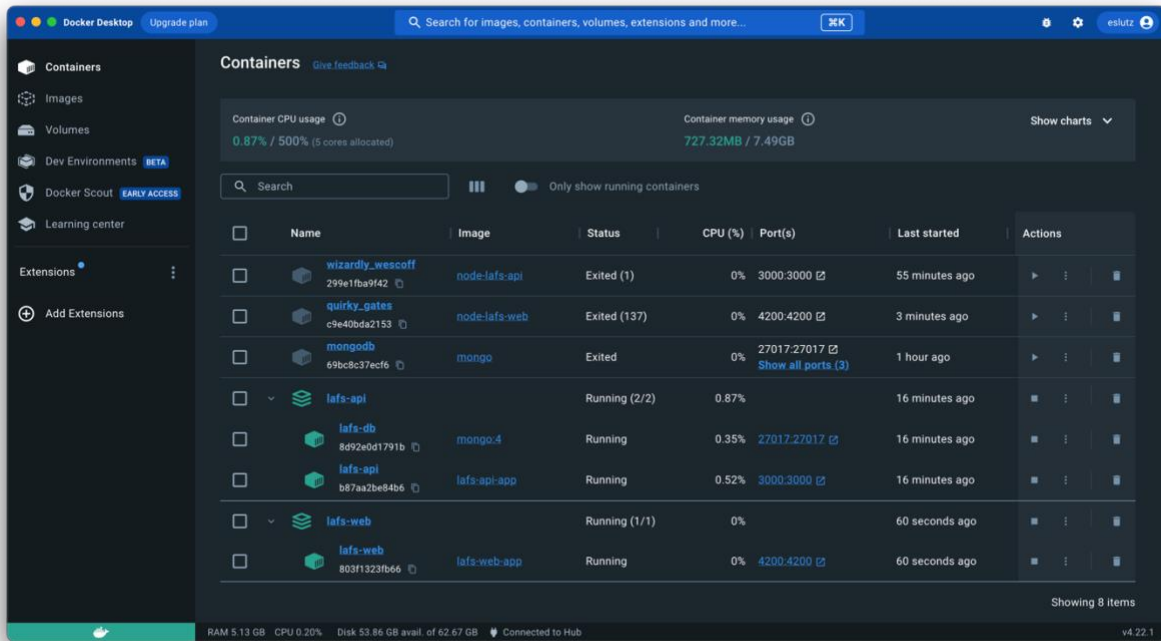 Docker Desktop Upgrade plan Search for images, containers, volumes, extensions and more... ⌘K eslutz
Containers
Images
Volumes
Dev Environments BETA
Docker Scout EARLY ACCESS
Learning center
Extensions
Add Extensions
Containers Give feedback
Container CPU usage
0.87% / 500% (5 cores allocated)
Container memory usage
727.32MB / 7.49GB
Show charts
Search
Only show running containers
Name Image Status CPU (%) Port(s) Last started Actions
wizardly_wescoff
299e1fba9f42
node-lafs-api Exited (1) 0% 3000:3000 55 minutes ago
quirky_gates
c9e40bda2153
node-lafs-web Exited (137) 0% 4200:4200 3 minutes ago
mongodb
69bc8c37ecf6
mongo Exited 0% 27017:27017 1 hour ago
Show all ports (3)
lafs-api Running (2/2) 0.87% 16 minutes ago
lafs-db
8d92e0d1791b
mongo:4 Running 0.35% 27017:27017 16 minutes ago
lafs-api
b87aa2be84b6
lafs-api-app Running 0.52% 3000:3000 16 minutes ago
lafs-web Running (1/1) 0% 60 seconds ago
lafs-web
803f1323fb66
lafs-web-app Running 0% 4200:4200 60 seconds ago
Showing 8 items
RAM 5.13 GB CPU 0.20% Disk 53.86 GB avail. of 62.67 GB Connected to Hub v4.22.1